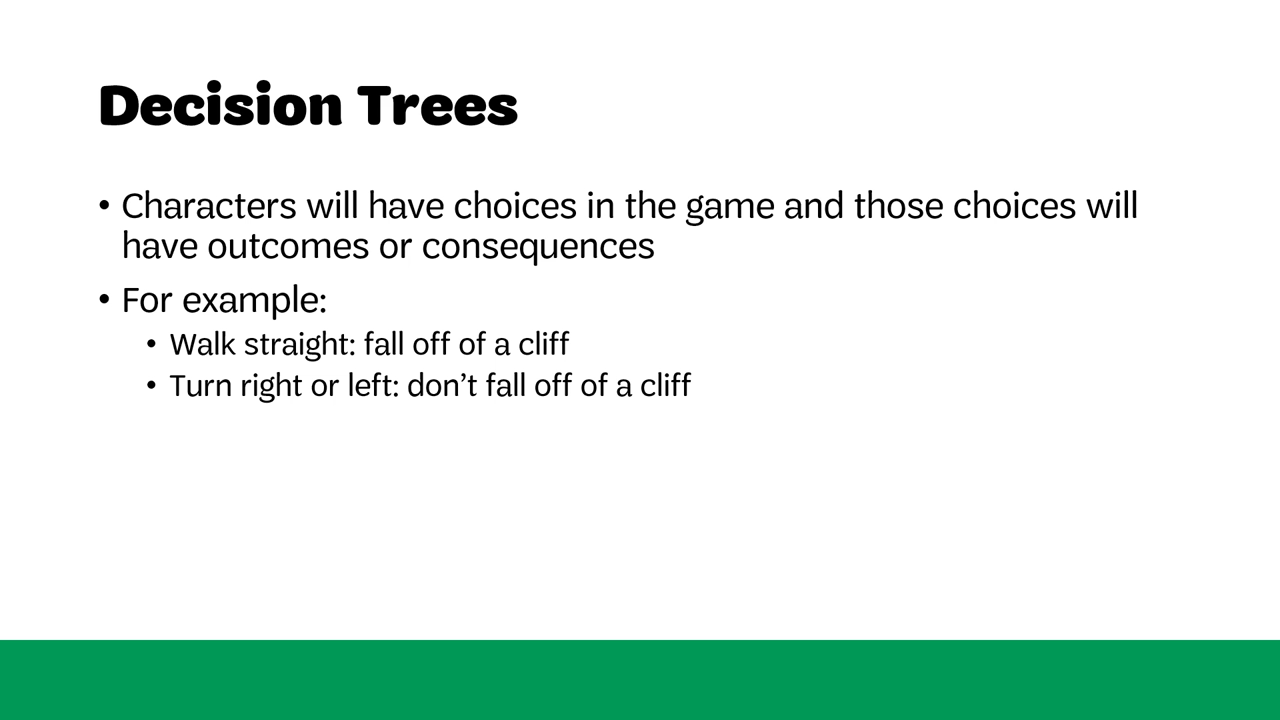 Decision Trees
• Characters will have choices in the game and those choices will
have outcomes or consequences
• For example:
• Walk straight: fall off of a cliff
• Turn right or left: don’t fall off of a cliff